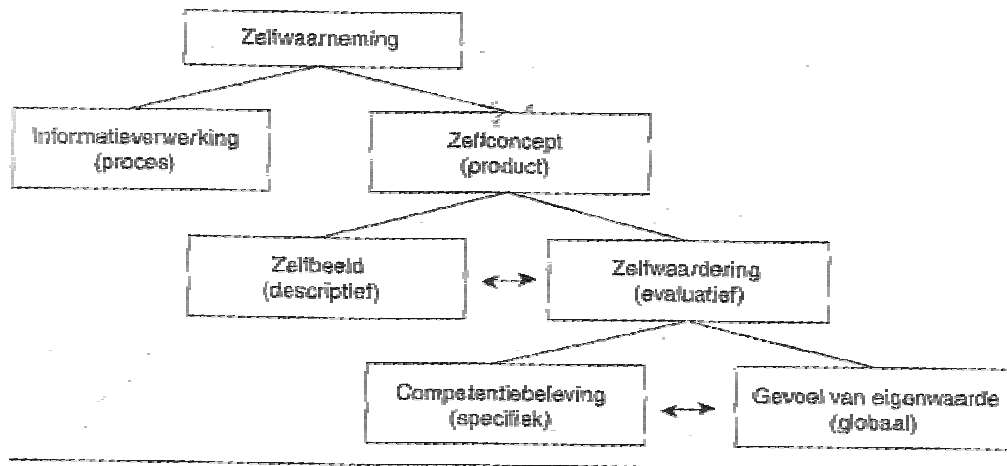 Zelfwaarneming
Informatieverwerking
(proces)
Zelfconcept
(product)
Zelfbeeld
(descriptief)
Zelfwaardering
(evaluatief)
Competentiebeleving
(specifiek)
Gevoel van eigenwaarde
(globaal)